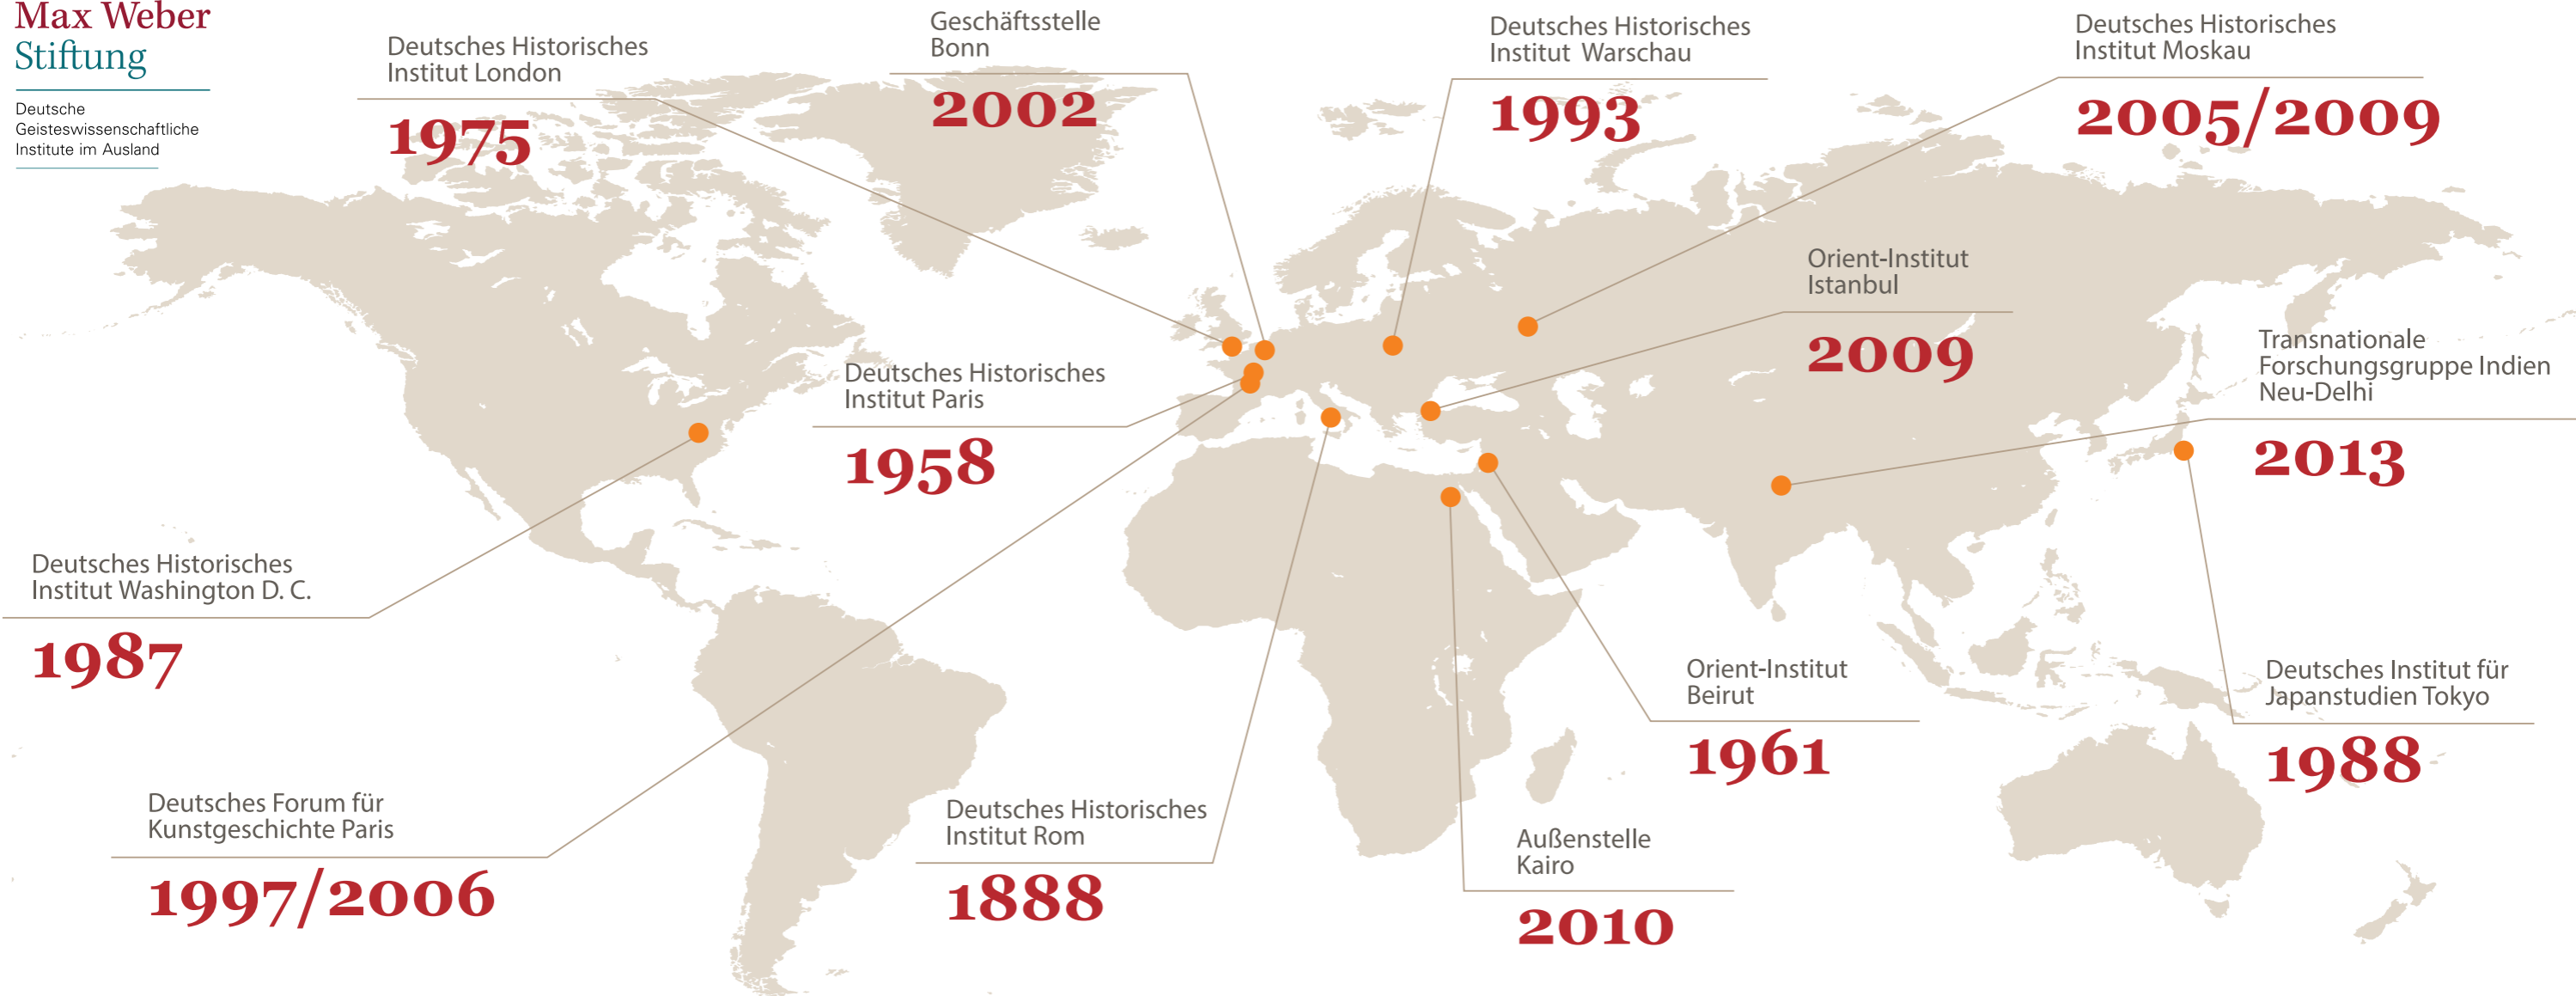 Max Weber
Stiftung
Deutsche
Geisteswissenschaftliche
Institute im Ausland
Deutsches Historisches
Institut London
1975
Geschäftsstelle
Bonn
2002
Deutsches Historisches
Institut Warschau
1993
Deutsches Historisches
Institut Moskau
2005/2009
Orient-Institut
Istanbul
2009
Transnationale
Forschungsgruppe Indien
Neu-Delhi
2013
Deutsches Historisches
Institut Paris
1958
Deutsches Historisches
Institut Washington D. C.
1987
Orient-Institut
Beirut
1961
Deutsches Institut für
Japanstudien Tokyo
1988
Deutsches Forum für
Kunstgeschichte Paris
1997/2006
Deutsches Historisches
Institut Rom
1888
Außenstelle
Kairo
2010